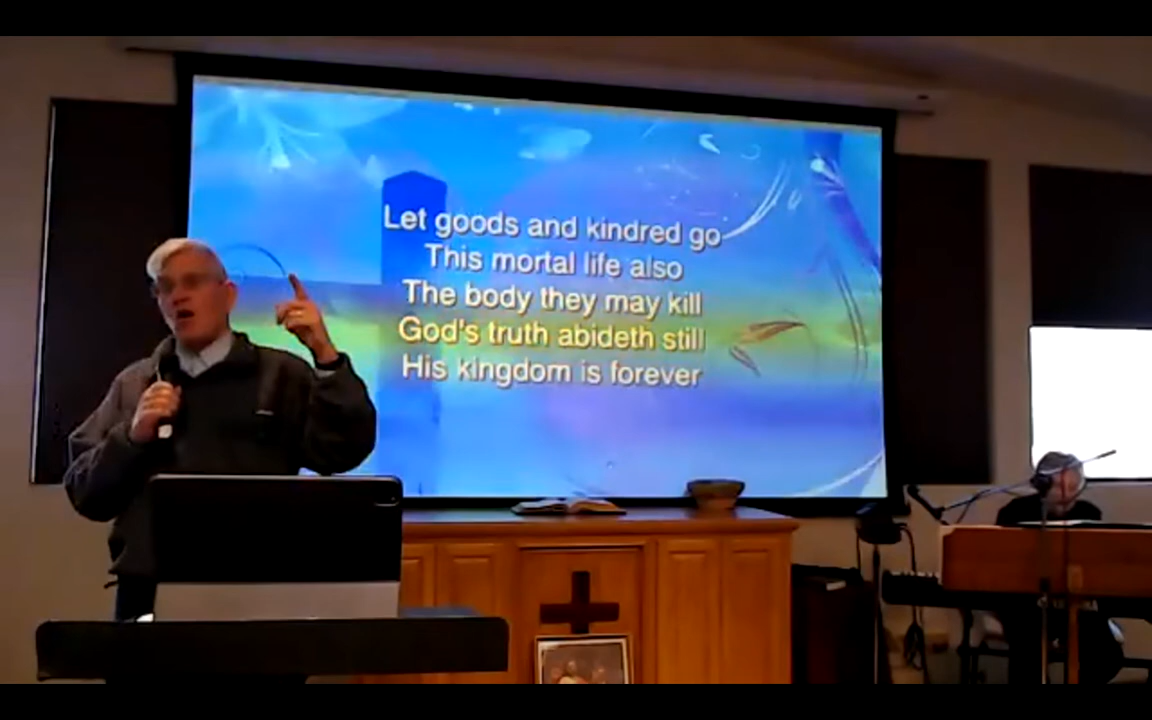 Let goods and kindred go
This mortal life also
The body they may kill
God's truth abideth still
His kingdom is forever